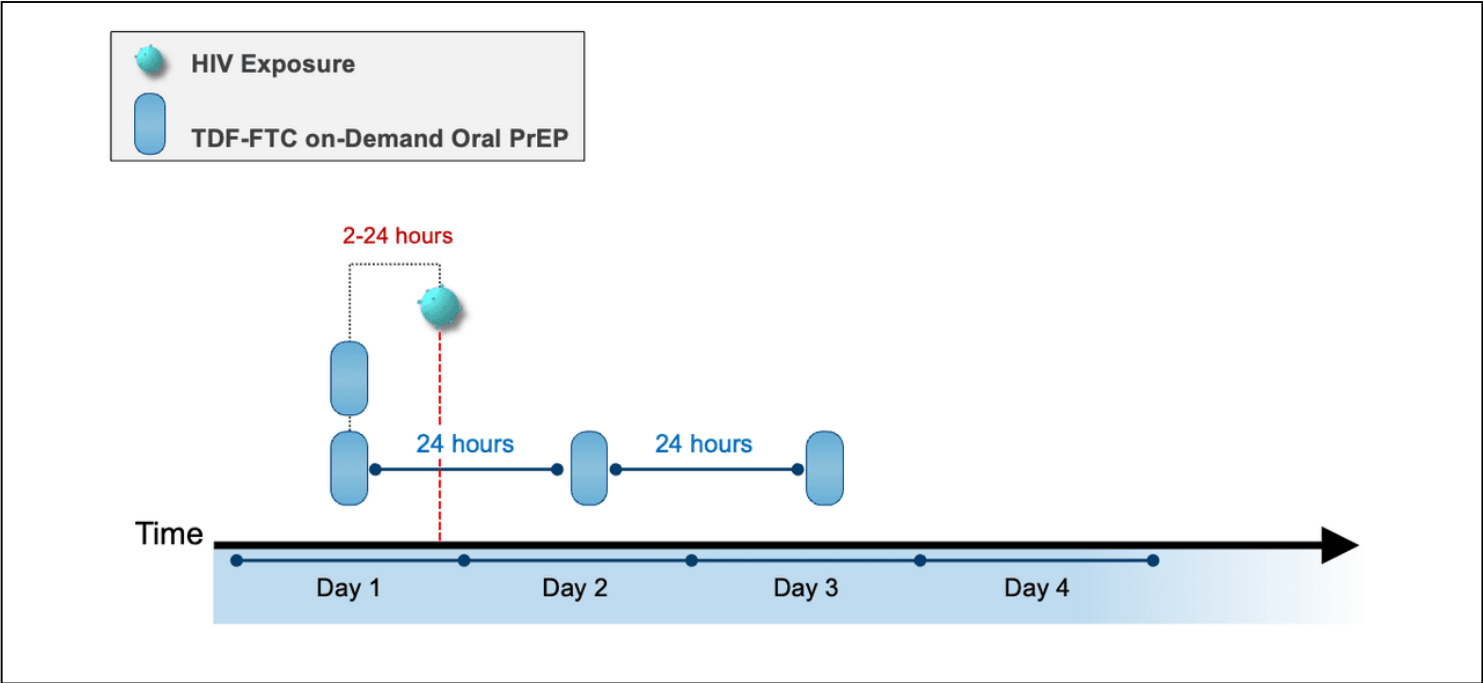 HIV Exposure
TDF-FTC on-Demand Oral PrEP
2-24 hours
24 hours
24 hours
Time
Day 1
Day 2
Day 3
Day 4